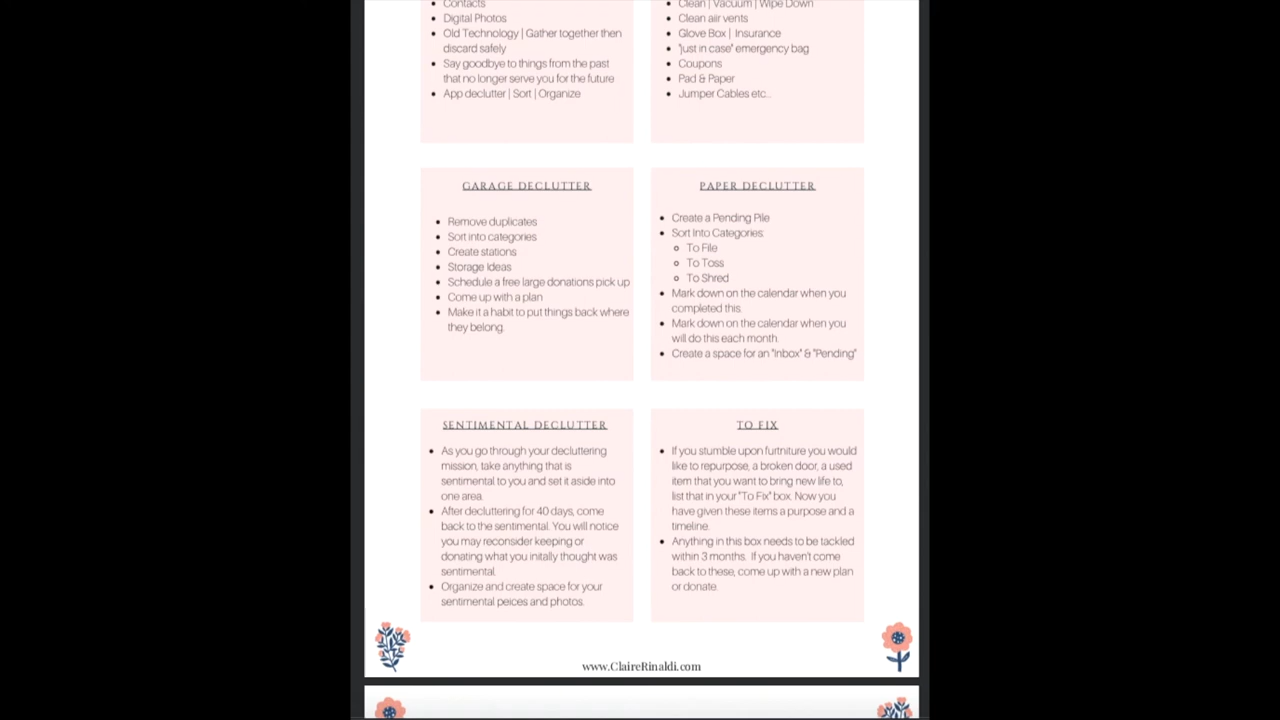 Contacts
Digital Photos
Old Technology | Gather together then
discard safely
Say goodbye to things from the past
that no longer serve you for the future
App declutter | Sort | Organize
Clean | Vacuum | Wipe Down
Clean air vents
Glove Box | Insurance
"just in case" emergency bag
Coupons
Pad & Paper
Jumper Cables etc...
GARAGE DECLUTTER
Remove duplicates
Sort into categories
Create stations
Storage Ideas
Schedule a free large donations pick up
Come up with a plan
Make it a habit to put things back where
they belong.
PAPER DECLUTTER
Create a Pending Pile
Sort Into Categories:
To File
To Toss
To Shred
Mark down on the calendar when you
completed this.
Mark down on the calendar when you
will do this each month.
Create a space for an "Inbox" & "Pending"
SENTIMENTAL DECLUTTER
As you go through your decluttering
mission, take anything that is
sentimental to you and set it aside into
one area.
After decluttering for 40 days, come
back to the sentimental. You will notice
you may reconsider keeping or
donating what you initally thought was
sentimental.
Organize and create space for your
sentimental peices and photos.
TO FIX
If you stumble upon furtniture you would
like to repurpose, a broken door, a used
item that you want to bring new life to,
list that in your "To Fix" box. Now you
have given these items a purpose and a
timeline.
Anything in this box needs to be tackled
within 3 months. If you haven't come
back to these, come up with a new plan
or donate.
www.ClaireRinaldi.com